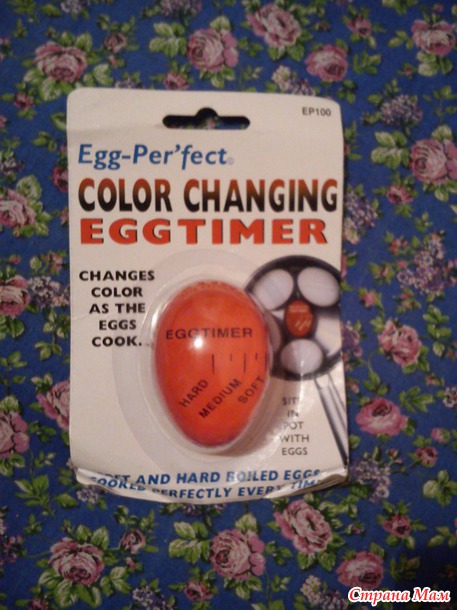 EP100
Egg-Per'fect
COLOR CHANGING
EGGTIMER
CHANGES
COLOR
AS THE
EGGS
COOK..
EGGTIMER
HARD
MEDIUM
SOFT
SITS
IN
POT
WITH
EGGS
SOFT AND HARD BOILED EGGS
COOKED PERFECTLY EVERY TIME
Страна Мам